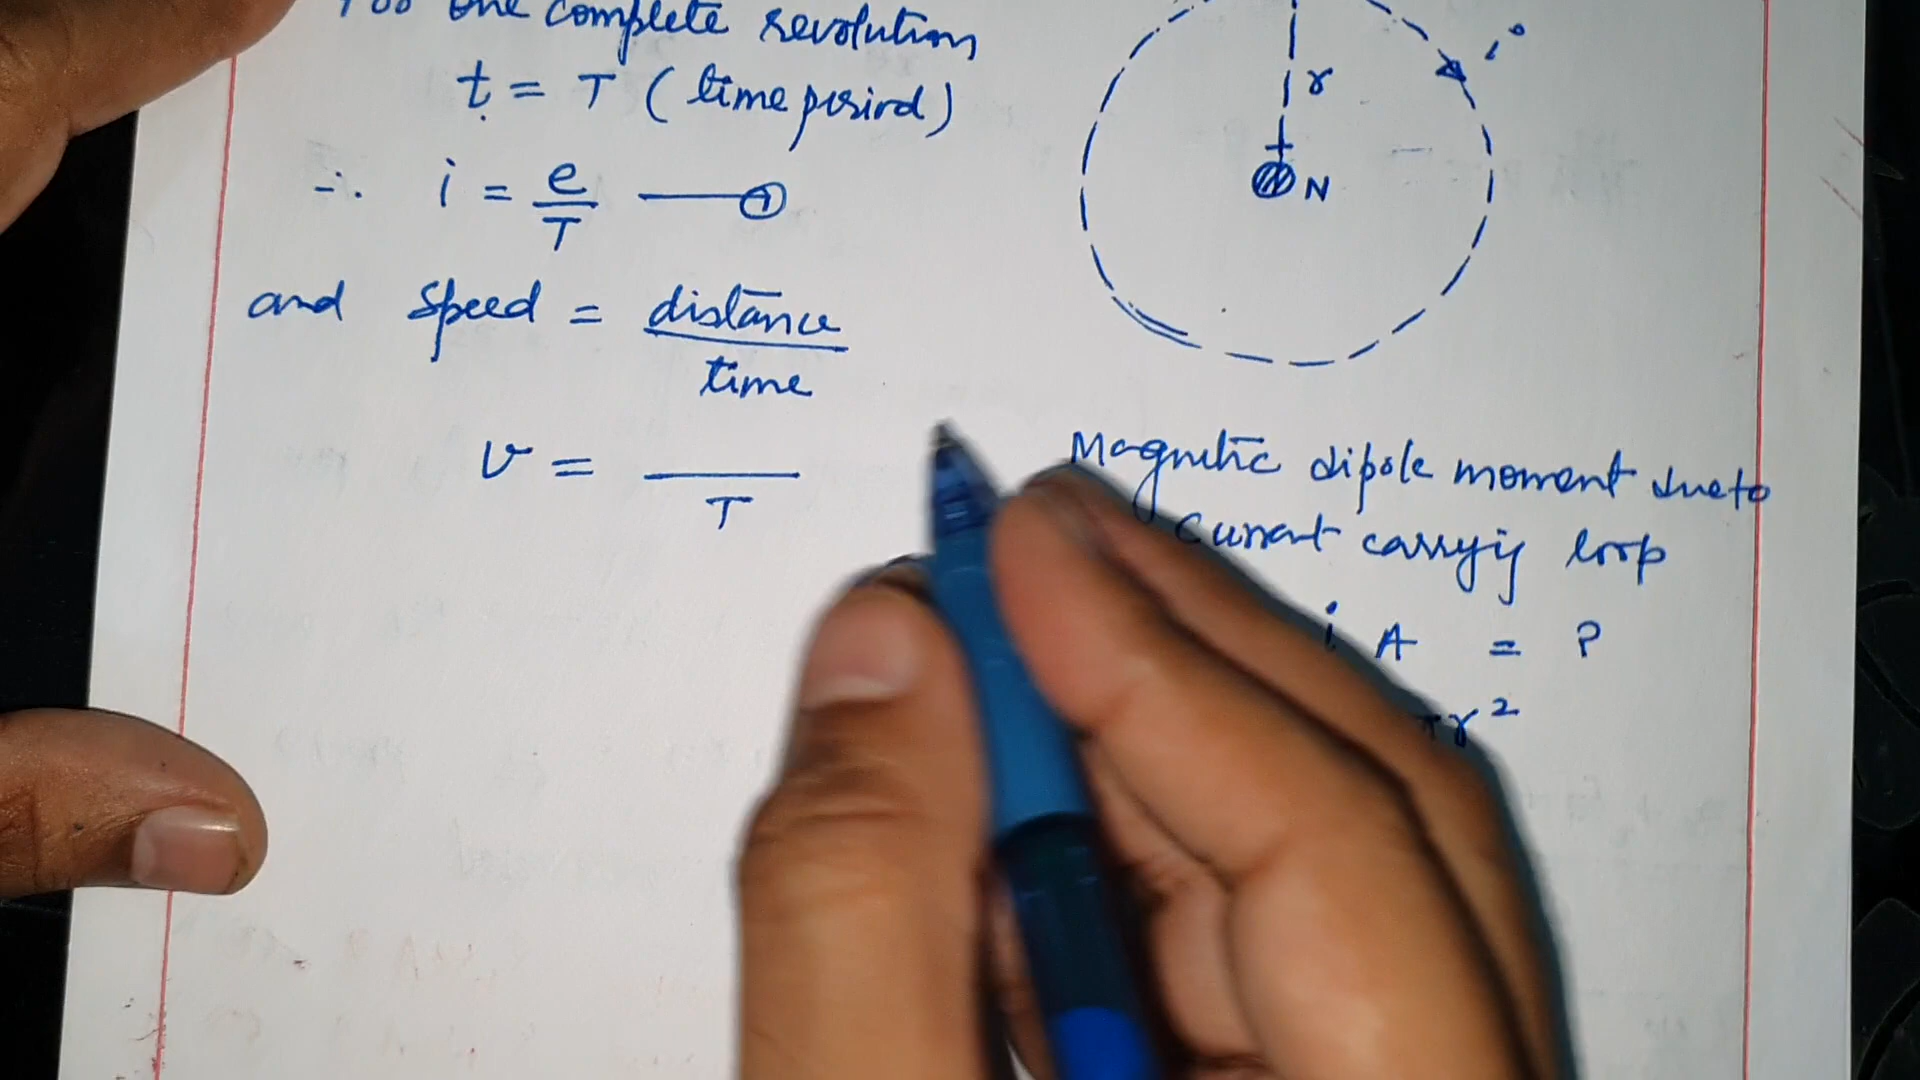 For one complete revolution
t = T (time period)
∴ i = e/T —— ①
and speed = distance/time
v = /T
i
r
+
N
Magnetic dipole moment due to
current carrying loop
i A = ?
πr²